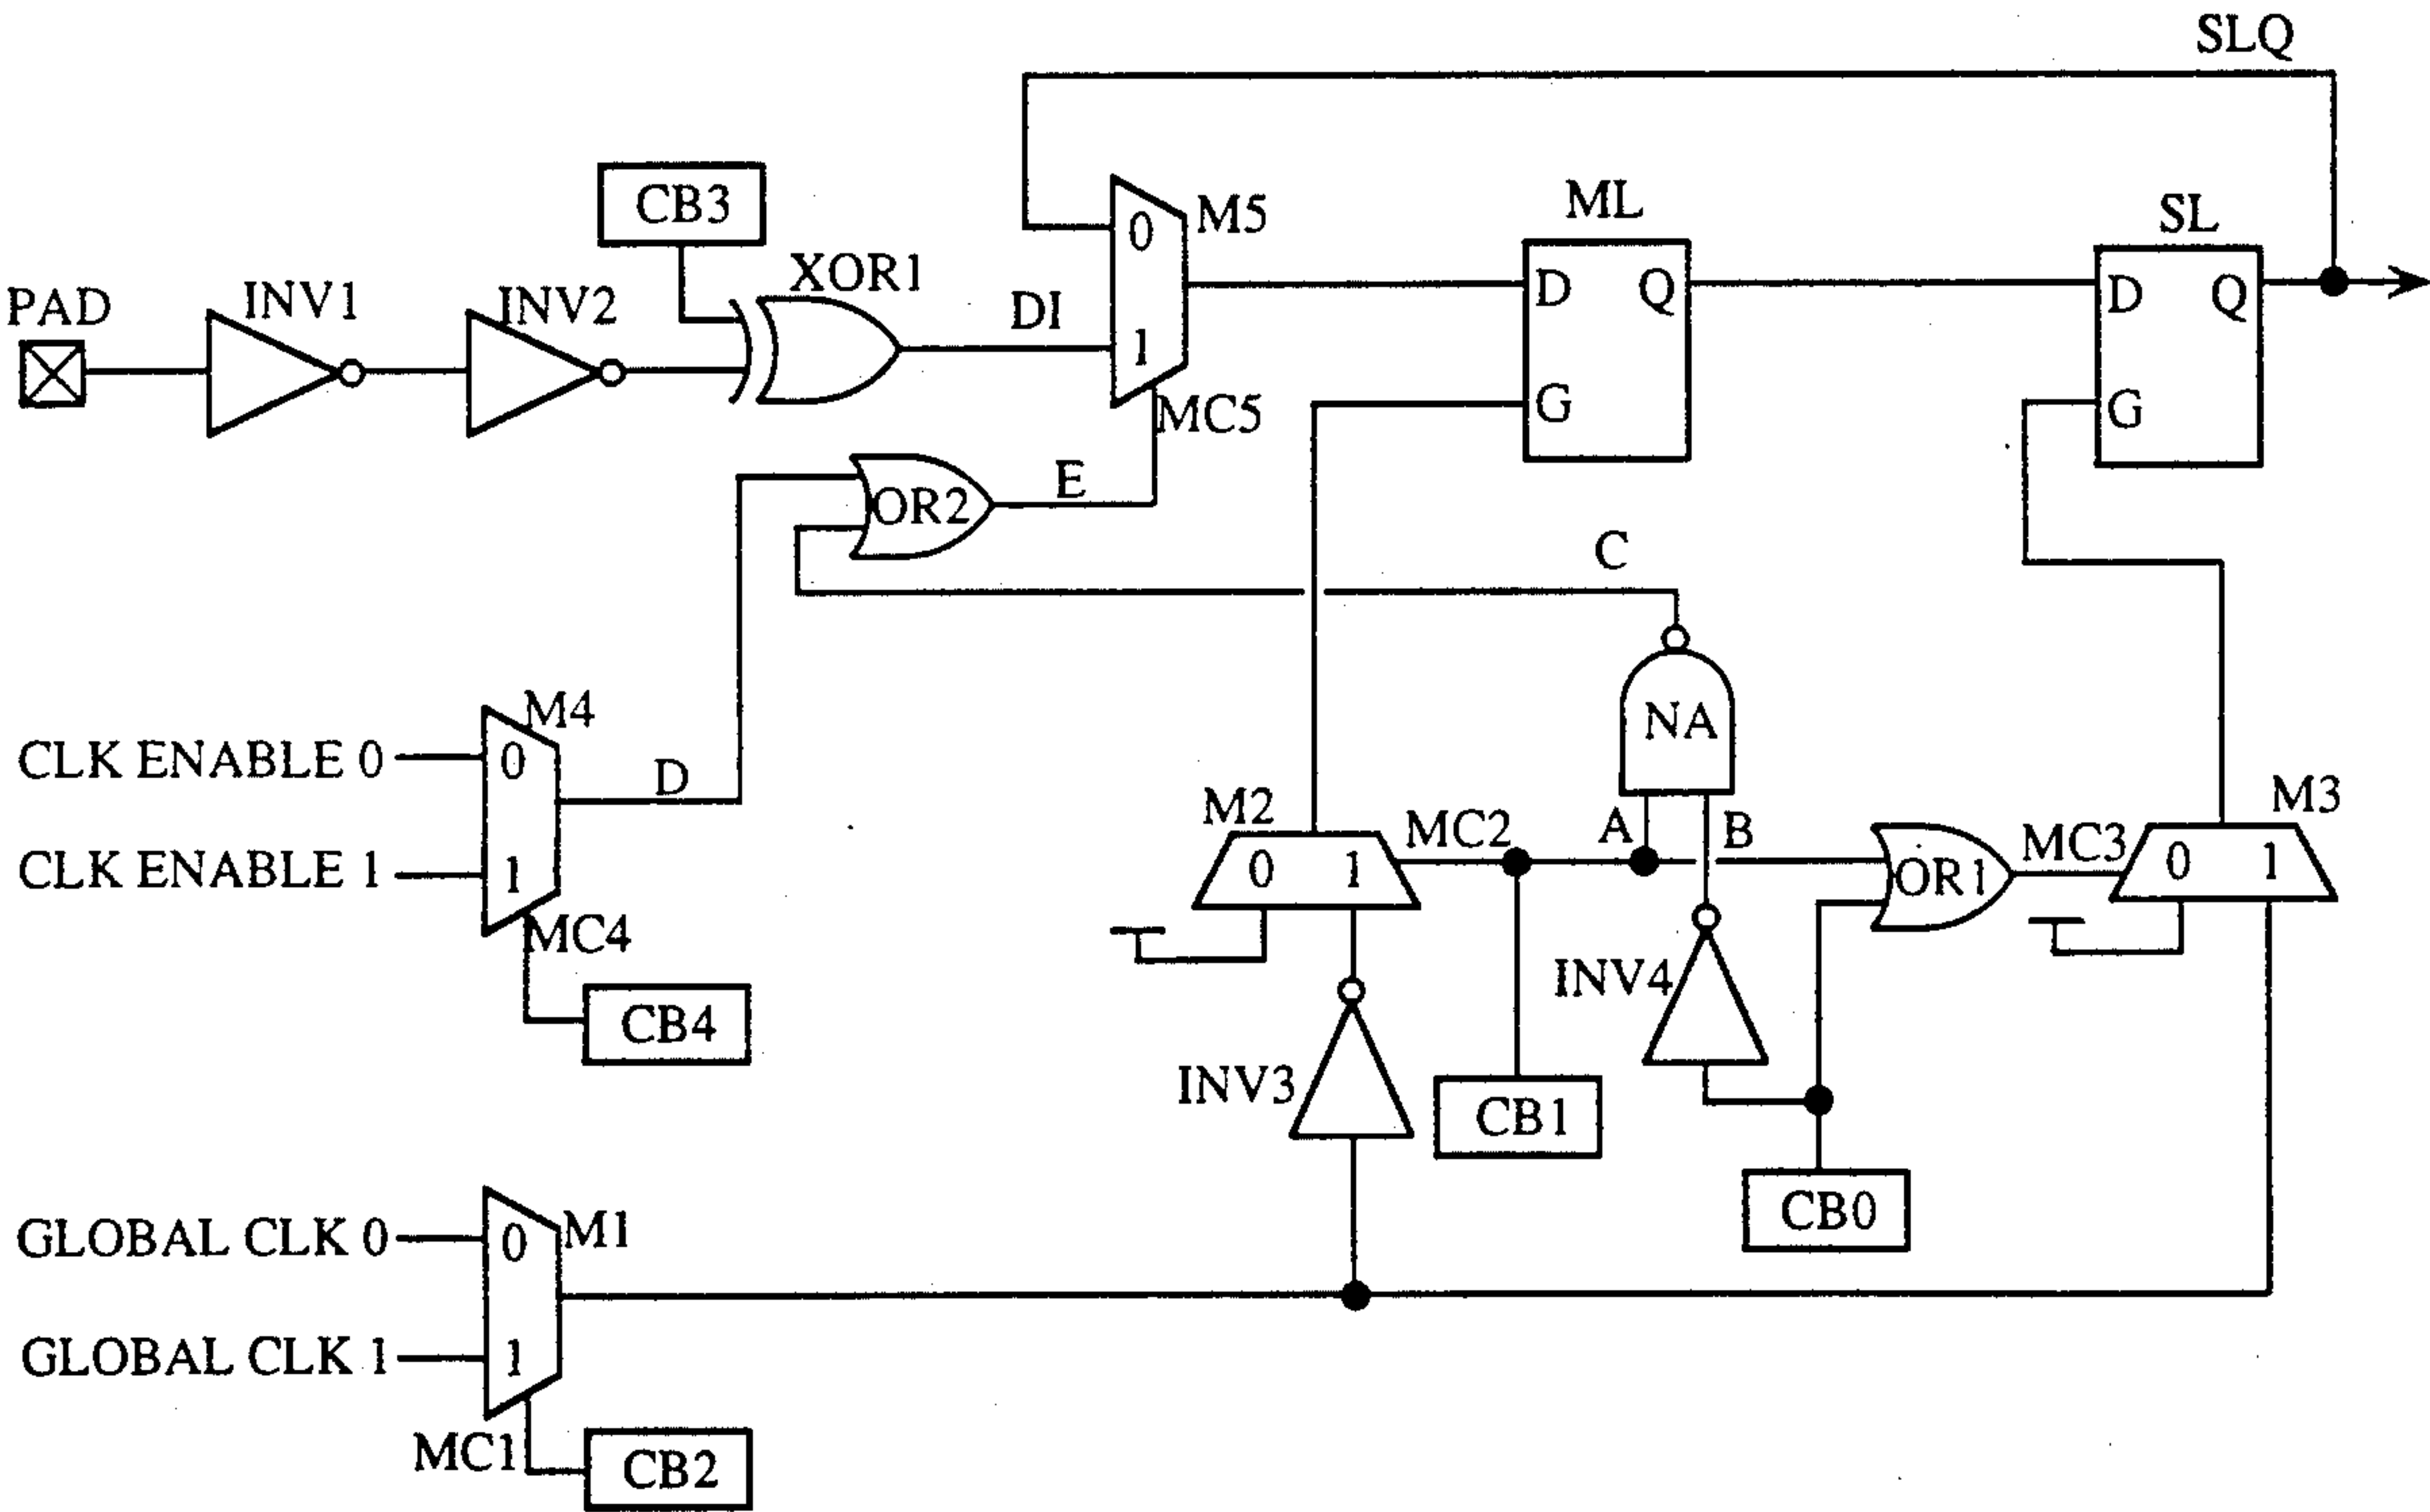 SLQ
CB3
M5
ML
SL
0
XOR1
PAD
INV1
INV2
DI
D
Q
D
Q
1
G
G
MC5
OR2
E
C
M4
NA
CLK ENABLE 0
0
D
M2
MC2
A
B
MC3
M3
CLK ENABLE 1
1
0
1
OR1
0
1
MC4
INV4
CB4
INV3
CB1
GLOBAL CLK 0
0
M1
CB0
GLOBAL CLK 1
1
MC1
CB2